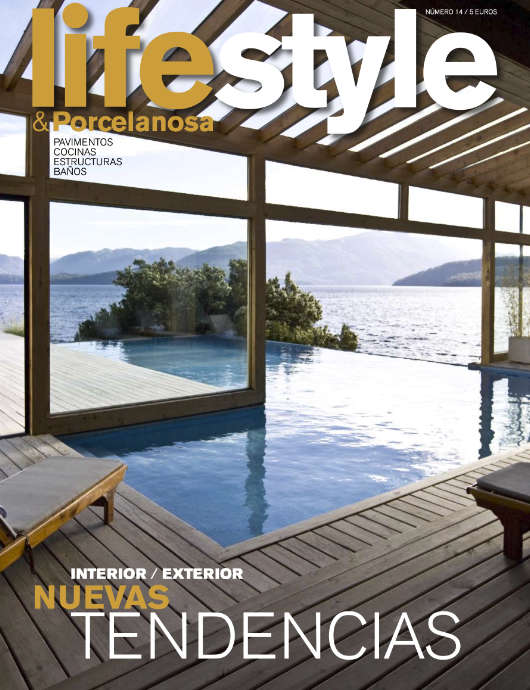 NÚMERO 14 / 5 EUROS
lifestyle
&Porcelanosa
PAVIMENTOS
COCINAS
ESTRUCTURAS
BAÑOS
INTERIOR / EXTERIOR
NUEVAS
TENDENCIAS